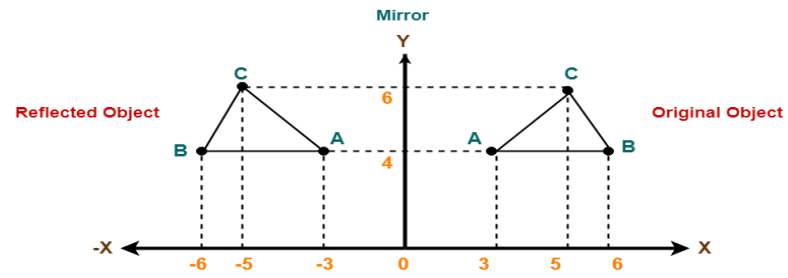 Mirror
Y
C
C
6
Reflected Object
Original Object
B
A
A
B
4
-X
X
-6 -5 -3 0 3 5 6